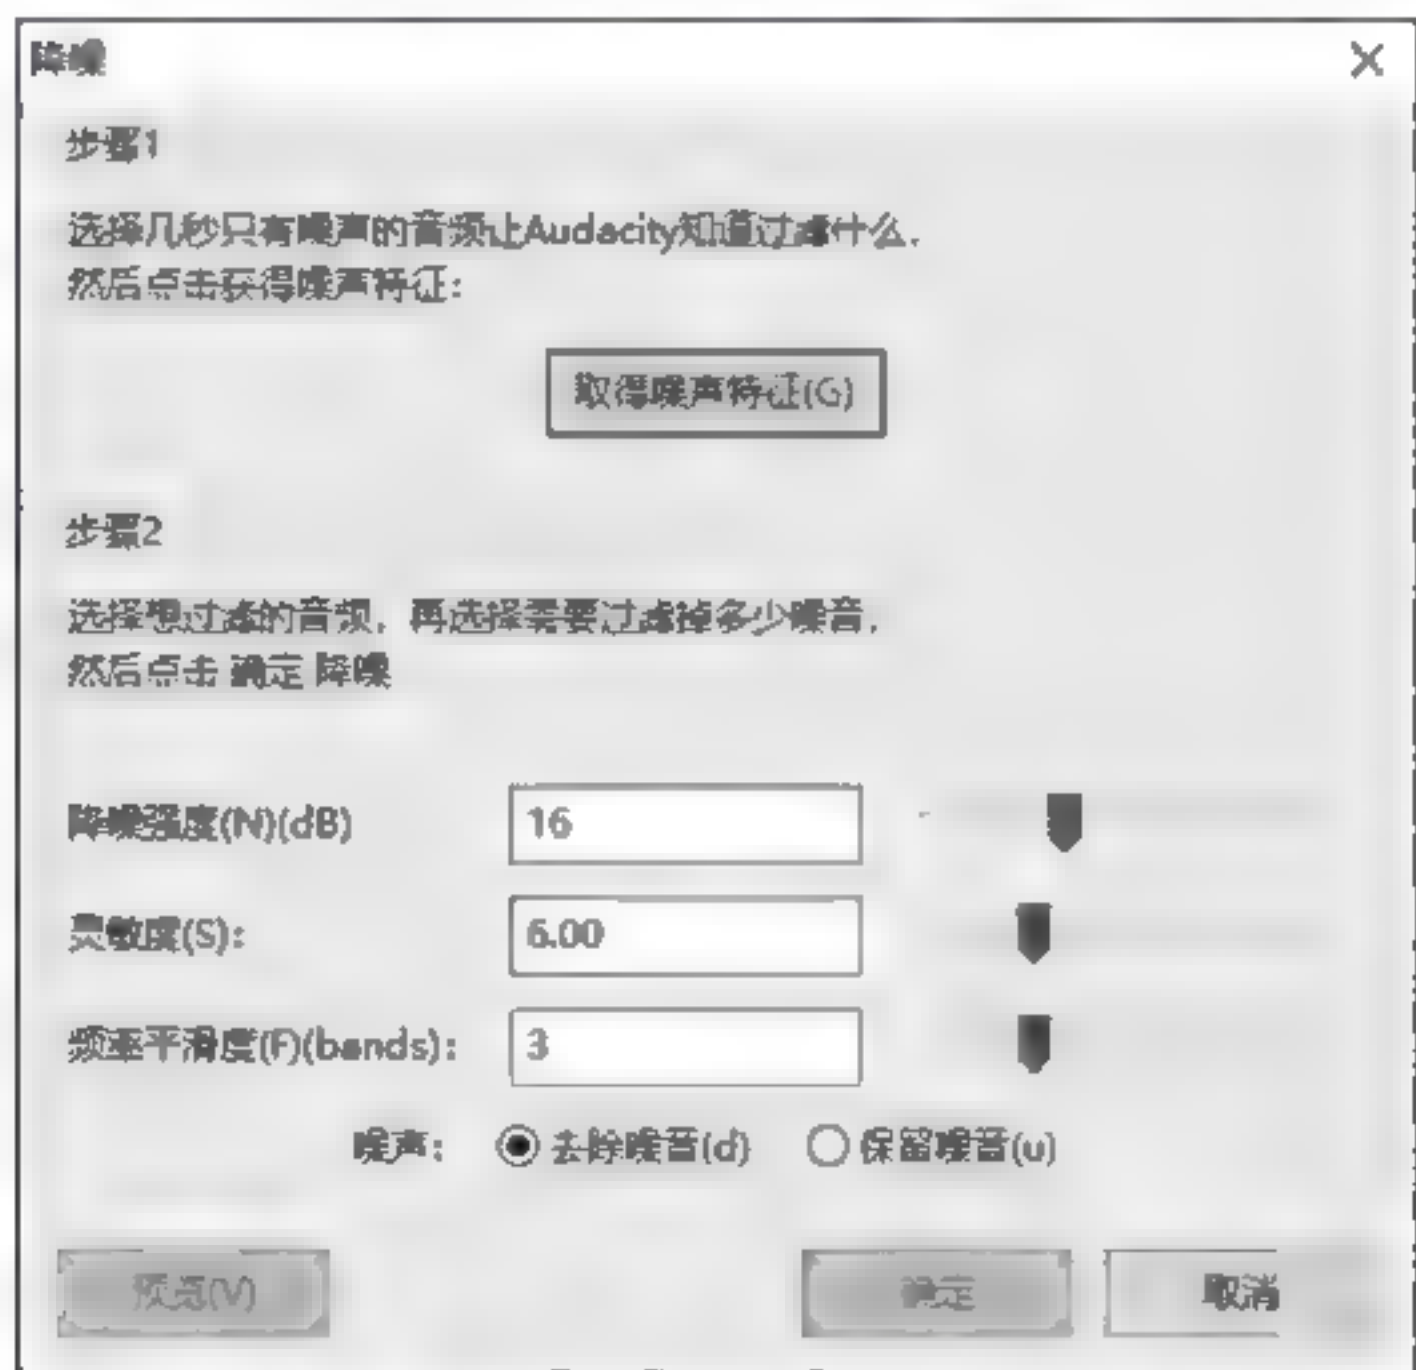 降噪
步骤1
选择几秒只有噪声的音频让Audacity知道过滤什么,
然后点击获得噪声特征:
取得噪声特征(G)
步骤2
选择想过滤的音频, 再选择需要过滤掉多少噪音,
然后点击 确定 降噪
降噪强度(N)(dB) 16
灵敏度(S): 6.00
频率平滑度(F)(bands): 3
噪声: 去除噪音(d) 保留噪音(u)
预览(V) 确定 取消